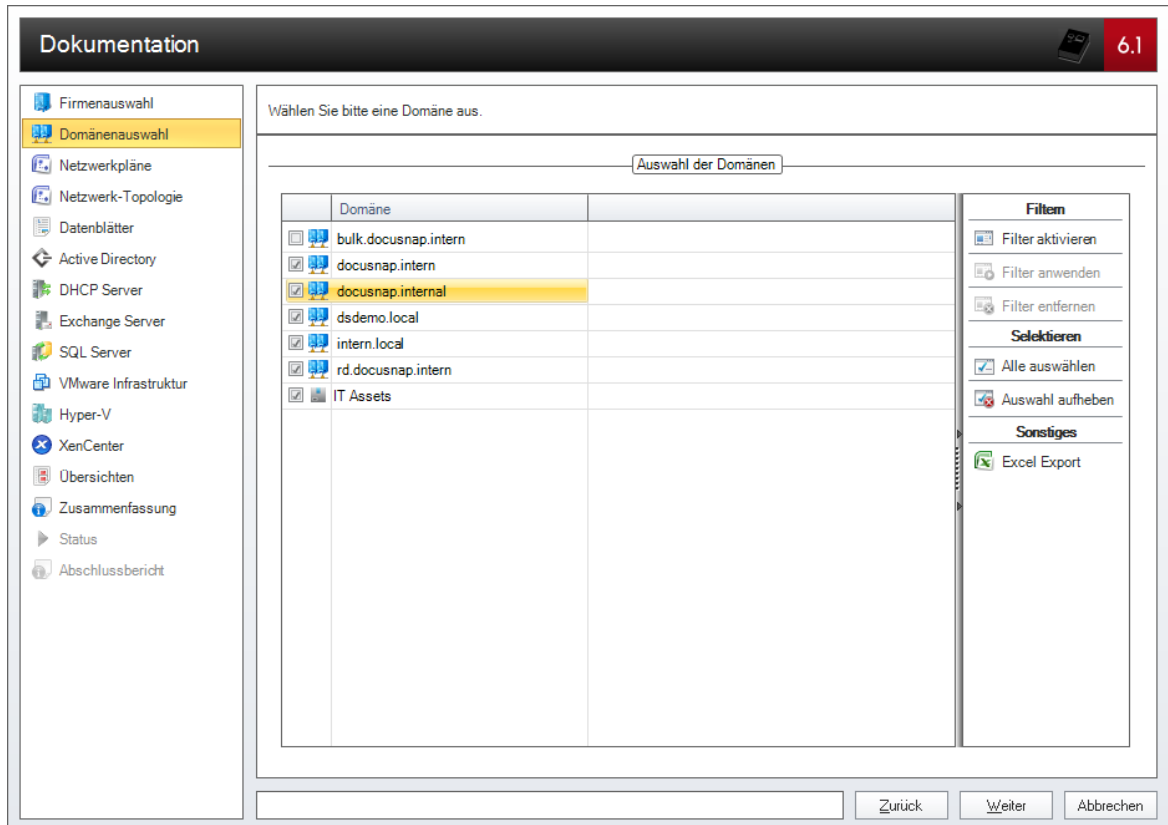 Dokumentation
6.1
Firmenauswahl
Domänenauswahl
Netzwerkpläne
Netzwerk-Topologie
Datenblätter
Active Directory
DHCP Server
Exchange Server
SQL Server
VMware Infrastruktur
Hyper-V
XenCenter
Übersichten
Zusammenfassung
Status
Abschlussbericht
Wählen Sie bitte eine Domäne aus.
Auswahl der Domänen
Domäne
bulk.docusnap.intern
docusnap.intern
docusnap.internal
dsdemo.local
intern.local
rd.docusnap.intern
IT Assets
Filtern
Filter aktivieren
Filter anwenden
Filter entfernen
Selektieren
Alle auswählen
Auswahl aufheben
Sonstiges
Excel Export
Zurück
Weiter
Abbrechen